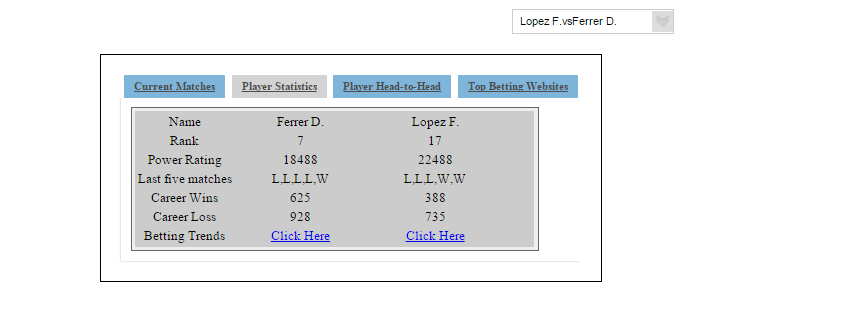 Lopez F.vsFerrer D.
Current Matches Player Statistics Player Head-to-Head Top Betting Websites
Name Ferrer D. Lopez F.
Rank 7 17
Power Rating 18488 22488
Last five matches L,L,L,L,W L,L,L,W,W
Career Wins 625 388
Career Loss 928 735
Betting Trends Click Here Click Here